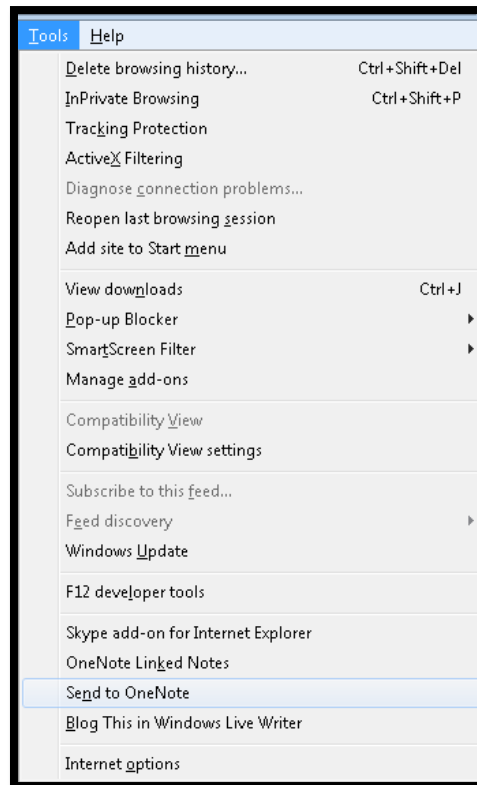 Tools Help
Delete browsing history... Ctrl+Shift+Del
InPrivate Browsing Ctrl+Shift+P
Tracking Protection
ActiveX Filtering
Diagnose connection problems...
Reopen last browsing session
Add site to Start menu
View downloads Ctrl+J
Pop-up Blocker
SmartScreen Filter
Manage add-ons
Compatibility View
Compatibility View settings
Subscribe to this feed...
Feed discovery
Windows Update
F12 developer tools
Skype add-on for Internet Explorer
OneNote Linked Notes
Send to OneNote
Blog This in Windows Live Writer
Internet options